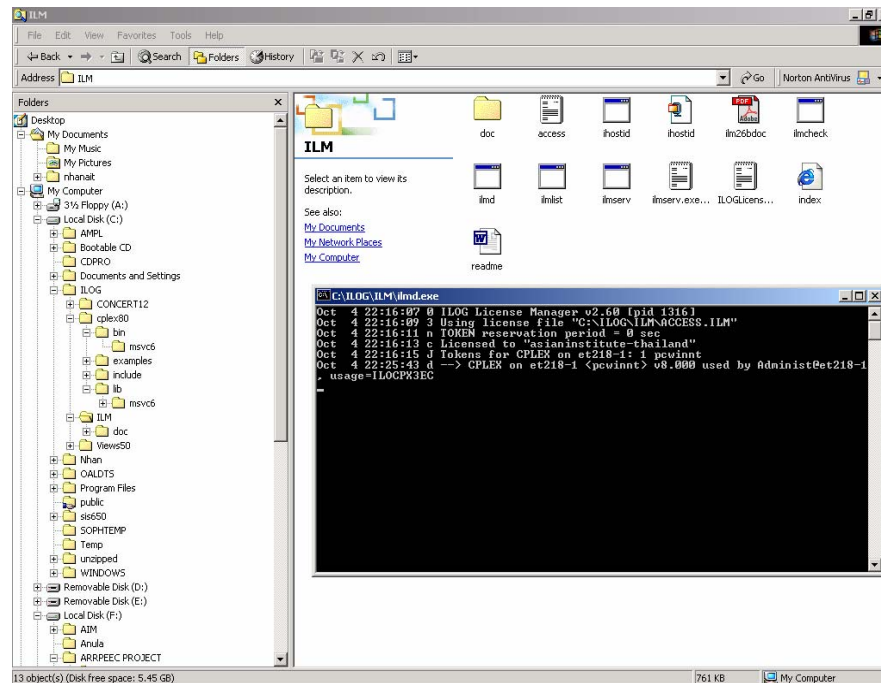 ILM
File Edit View Favorites Tools Help
Back Search Folders History
Address ILM Go Norton AntiVirus
Folders x
Desktop
My Documents
My Music
My Pictures
nhanait
My Computer
3½ Floppy (A:)
Local Disk (C:)
AMPL
Bootable CD
CDPRO
Documents and Settings
ILOG
CONCERT12
cplex80
bin
msvc6
examples
include
lib
msvc6
ILM
doc
Views50
Nhan
OALDTS
Program Files
public
sis650
SOPHTEMP
Temp
unzipped
WINDOWS
Removable Disk (D:)
Removable Disk (E:)
Local Disk (F:)
AIM
Anula
ARRPEEC PROJECT
ILM
Select an item to view its
description.
See also:
My Documents
My Network Places
My Computer
doc access ihostid ihostid ilm26bdoc ilmcheck
ilmd ilmlist ilmserv ilmserv.exe... ILOGLicens... index
readme
C:\ILOG\ILM\ilmd.exe
Oct 4 22:16:07 0 ILOG License Manager v2.60 [pid 1316]
Oct 4 22:16:09 3 Using license file "C:\ILOG\ILM\ACCESS.ILM"
Oct 4 22:16:11 n TOKEN reservation period = 0 sec
Oct 4 22:16:13 c Licensed to "asianinstitute-thailand"
Oct 4 22:16:15 J Tokens for CPLEX on et218-1: 1 pcwinnt
Oct 4 22:25:43 d --> CPLEX on et218-1 <pcwinnt> v8.000 used by Administ@et218-1
, usage=ILOCPX3EC
13 object(s) (Disk free space: 5.45 GB) 761 KB My Computer